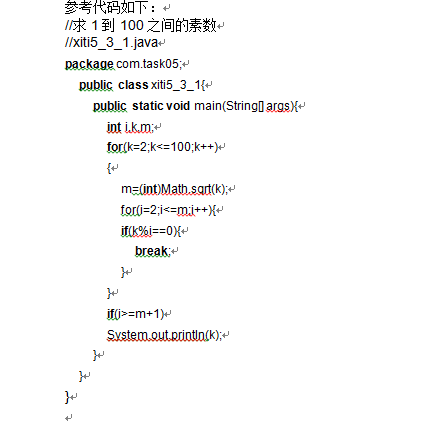 参考代码如下：
//求 1 到 100 之间的素数
//xiti5_3_1.java
package com.task05;
public class xiti5_3_1{
public static void main(String[] args){
int i,k,m;
for(k=2;k<=100;k++)
{
m=(int)Math.sqrt(k);
for(i=2;i<=m;i++){
if(k%i==0){
break;
}
}
if(i>=m+1)
System.out.println(k);
}
}
}